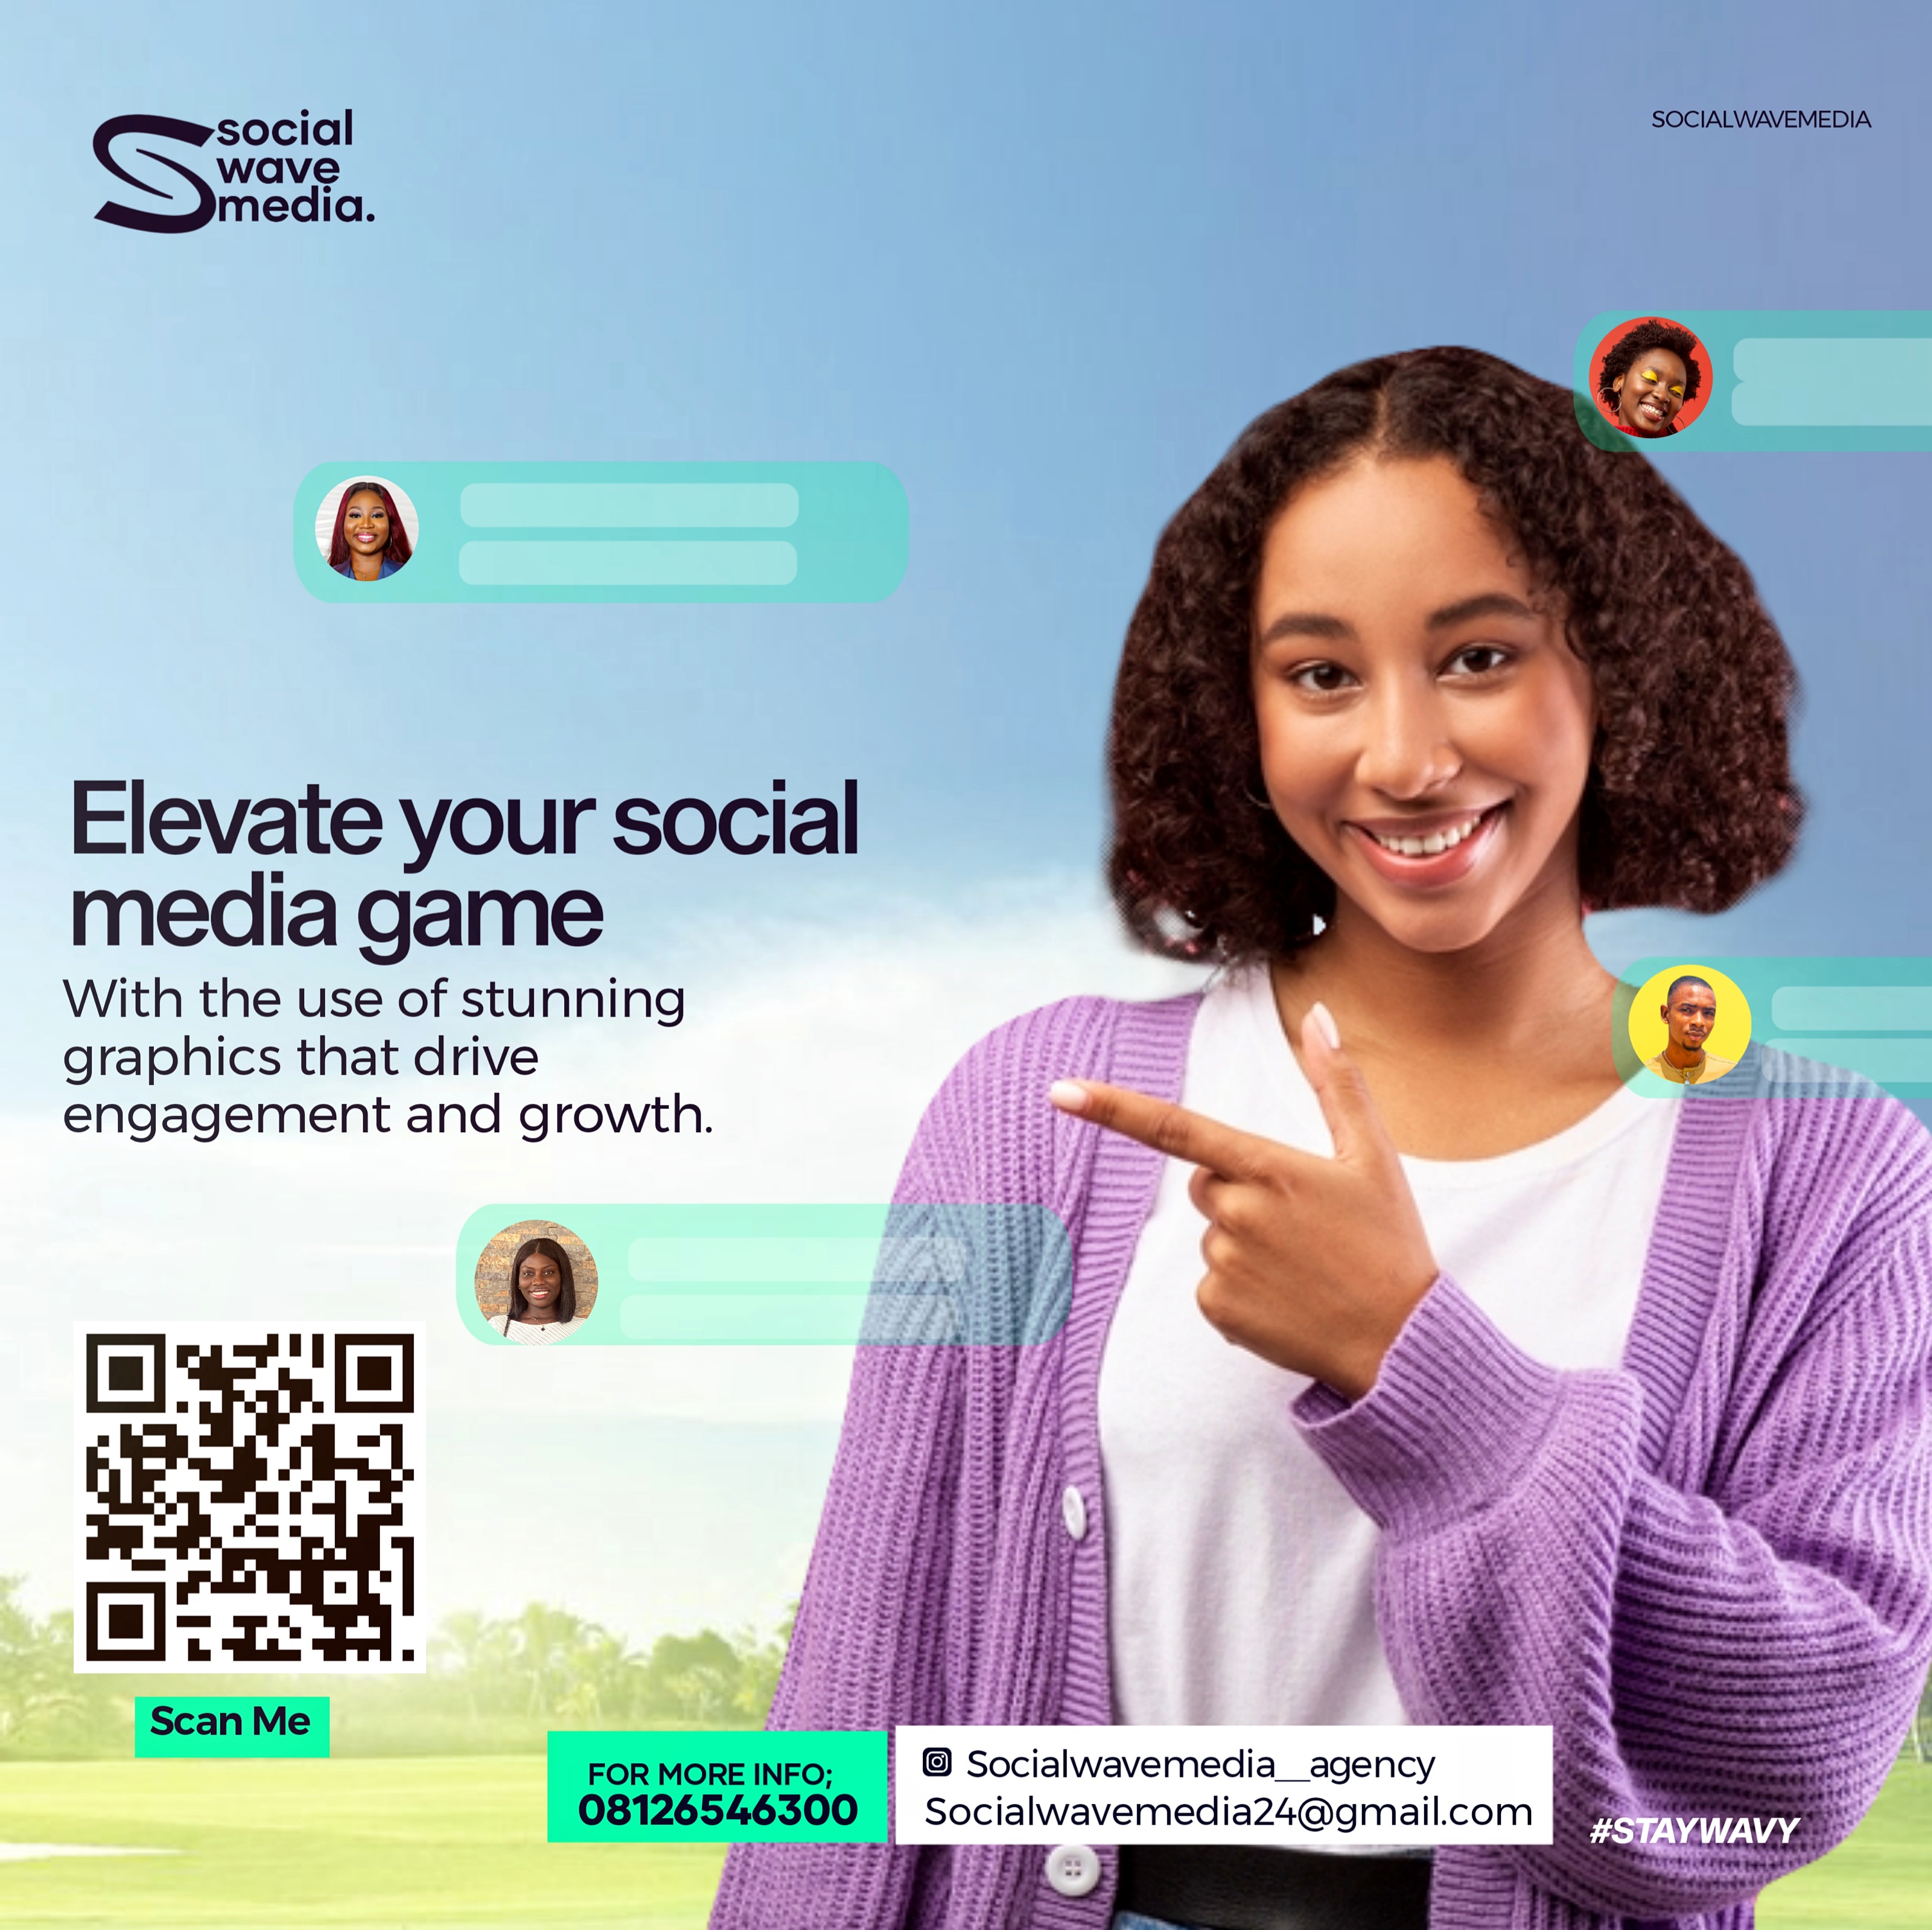 social
wave
media.
SOCIALWAVEMEDIA
Elevate your social
media game
With the use of stunning
graphics that drive
engagement and growth.
Scan Me
FOR MORE INFO;
08126546300
Socialwavemedia__agency
Socialwavemedia24@gmail.com
#STAYWAVY